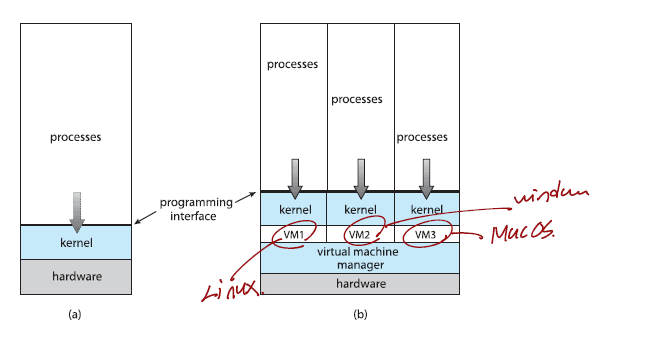 processes
processes
processes
processes
programming
interface
kernel
kernel
kernel
kernel
VM1
VM2
VM3
MacOS.
virtual machine
manager
hardware
hardware
Linux.
(a)
(b)